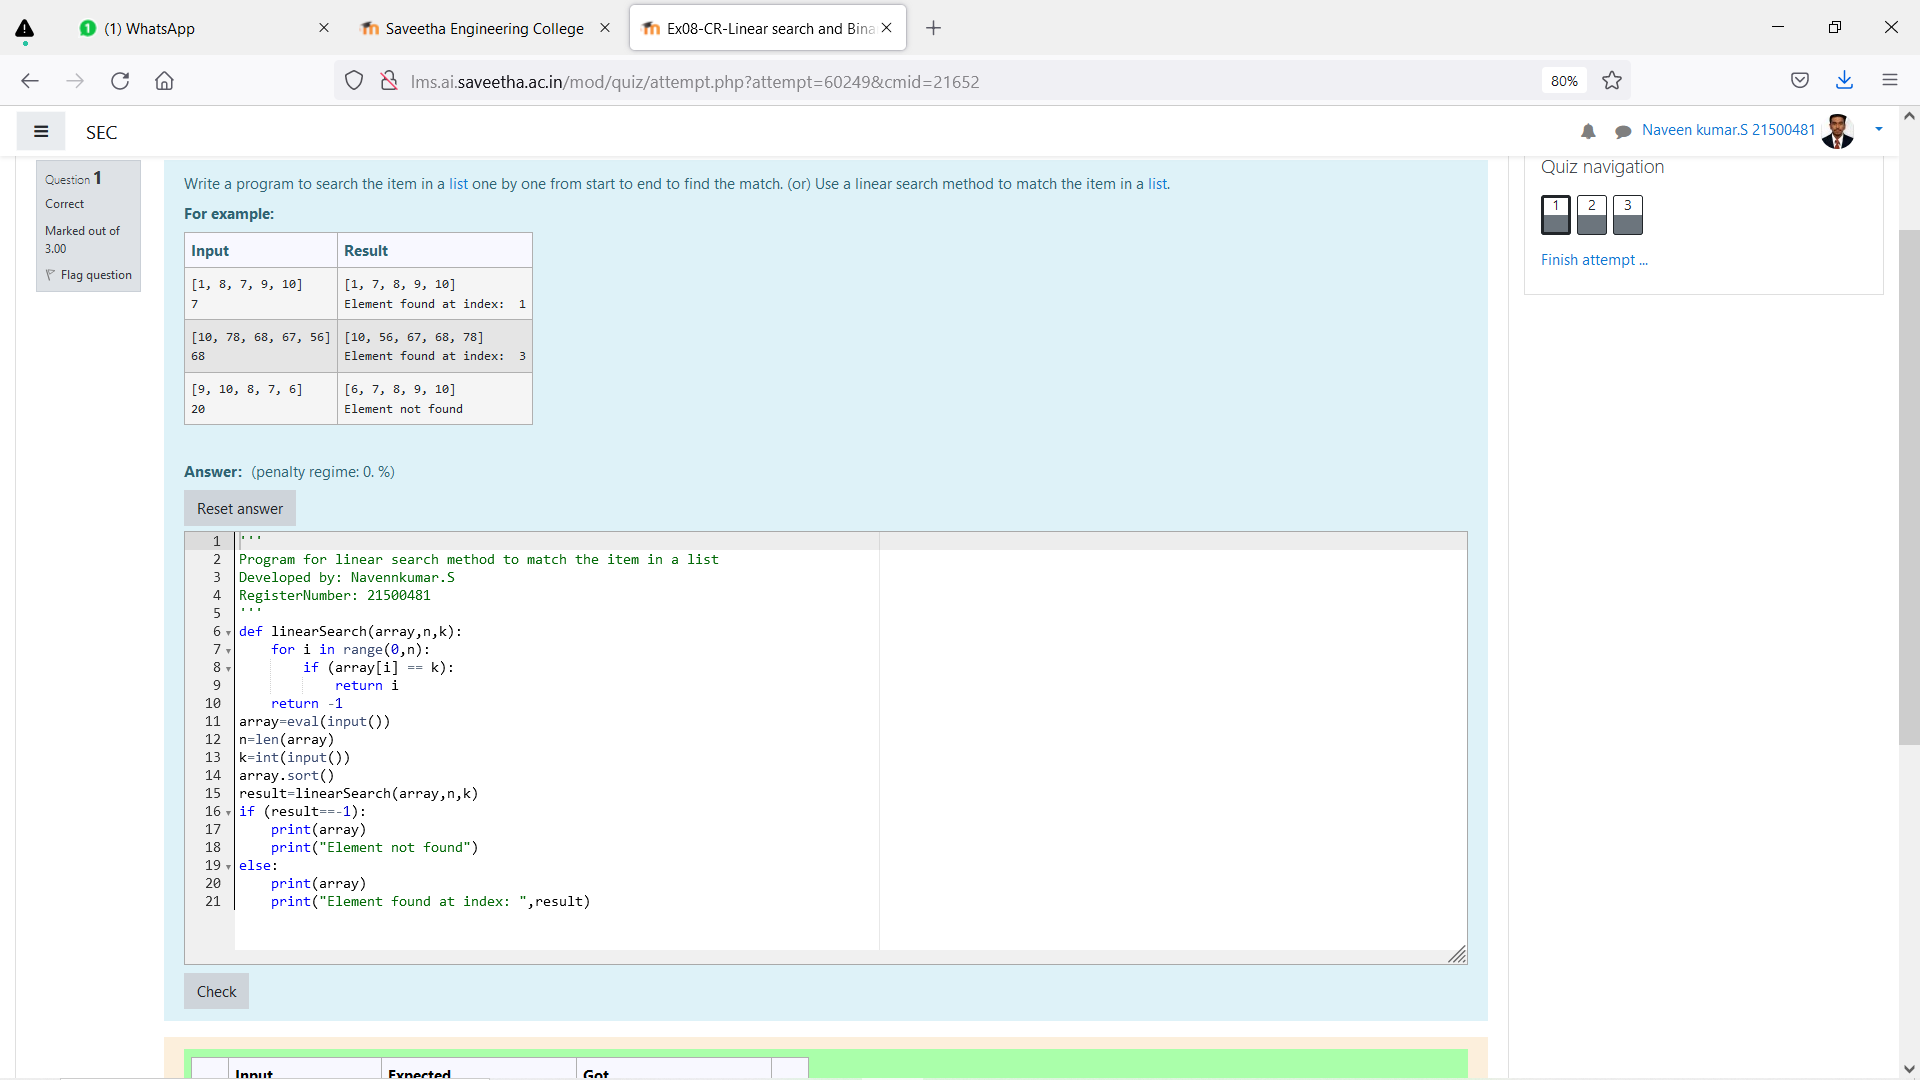 (1) WhatsApp
Saveetha Engineering College
Ex08-CR-Linear search and Bina
lms.ai.saveetha.ac.in/mod/quiz/attempt.php?attempt=60249&cmid=21652
80%
SEC
Naveen kumar.S 21500481
Question 1
Correct
Marked out of
3.00
Flag question
Write a program to search the item in a list one by one from start to end to find the match. (or) Use a linear search method to match the item in a list.
For example:
Input Result
[1, 8, 7, 9, 10] [1, 7, 8, 9, 10]
7 Element found at index:  1
[10, 78, 68, 67, 56] [10, 56, 67, 68, 78]
68 Element found at index:  3
[9, 10, 8, 7, 6] [6, 7, 8, 9, 10]
20 Element not found
Answer: (penalty regime: 0. %)
Reset answer
1 '''
2 Program for linear search method to match the item in a list
3 Developed by: Navennkumar.S
4 RegisterNumber: 21500481
5 '''
6 def linearSearch(array,n,k):
7     for i in range(0,n):
8         if (array[i] == k):
9             return i
10     return -1
11 array=eval(input())
12 n=len(array)
13 k=int(input())
14 array.sort()
15 result=linearSearch(array,n,k)
16 if (result==-1):
17     print(array)
18     print("Element not found")
19 else:
20     print(array)
21     print("Element found at index: ",result)
Check
Input Expected Got
Quiz navigation
1 2 3
Finish attempt ...